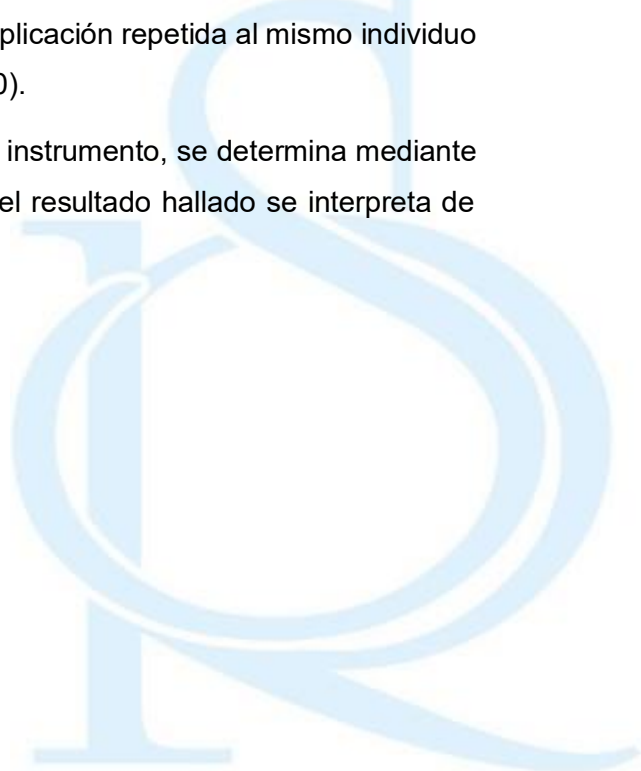 plicación repetida al mismo individuo
0).
instrumento, se determina mediante
el resultado hallado se interpreta de